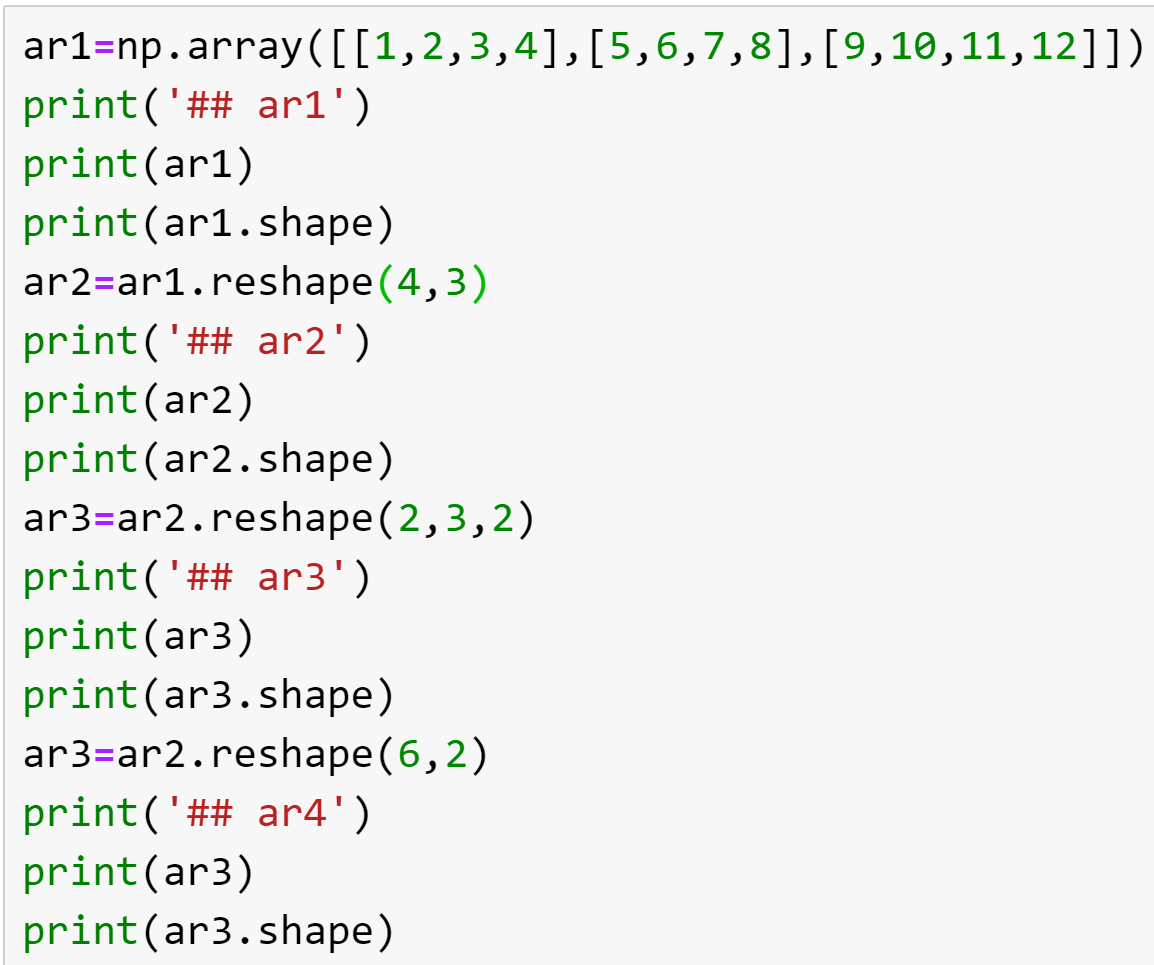 ar1=np.array([[1,2,3,4],[5,6,7,8],[9,10,11,12]])
print('## ar1')
print(ar1)
print(ar1.shape)
ar2=ar1.reshape(4,3)
print('## ar2')
print(ar2)
print(ar2.shape)
ar3=ar2.reshape(2,3,2)
print('## ar3')
print(ar3)
print(ar3.shape)
ar3=ar2.reshape(6,2)
print('## ar4')
print(ar3)
print(ar3.shape)